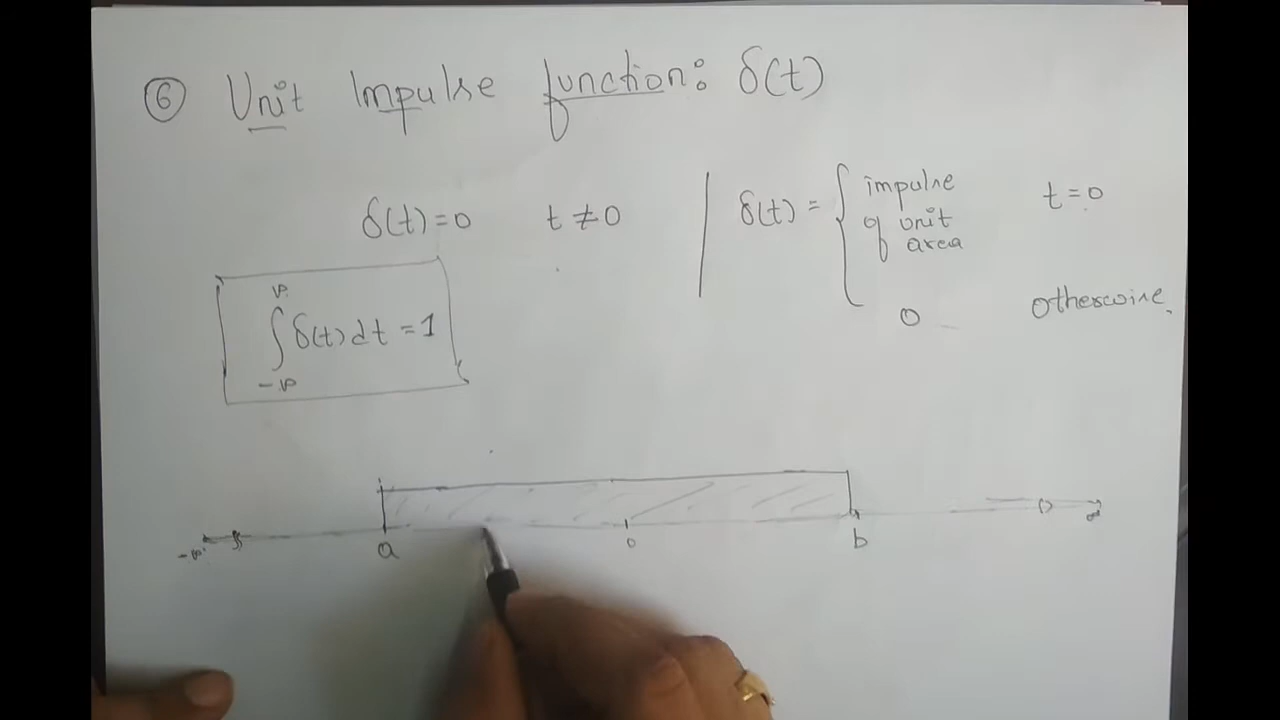 ⑥ Unit Impulse function: δ(t)
δ(t)=0 t≠0
∞
∫ δ(t)dt=1
-∞
δ(t) = { impulse t=0
of unit
area
0 otherwise.
-∞ a 0 b ∞